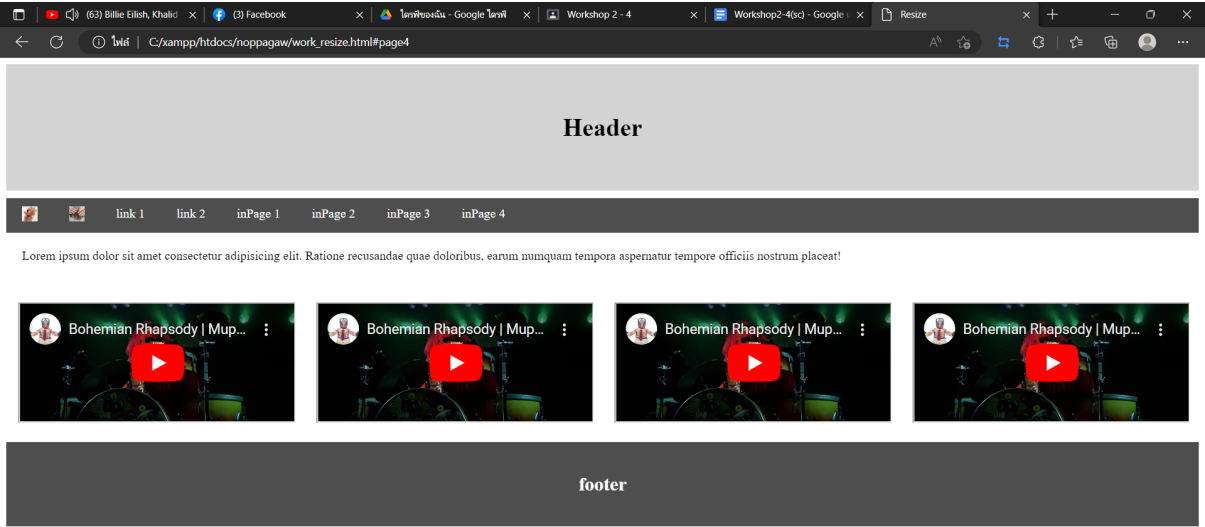 (63) Billie Eilish, Khalid
(3) Facebook
ไดรฟ์ของฉัน - Google ไดรฟ์
Workshop 2 - 4
Workshop2-4(sc) - Google
Resize
ไฟล์ | C:/xampp/htdocs/noppagaw/work_resize.html#page4
Header
link 1 link 2 inPage 1 inPage 2 inPage 3 inPage 4
Lorem ipsum dolor sit amet consectetur adipisicing elit. Ratione recusandae quae doloribus, earum numquam tempora aspernatur tempore officiis nostrum placeat!
Bohemian Rhapsody | Mup...
Bohemian Rhapsody | Mup...
Bohemian Rhapsody | Mup...
Bohemian Rhapsody | Mup...
footer